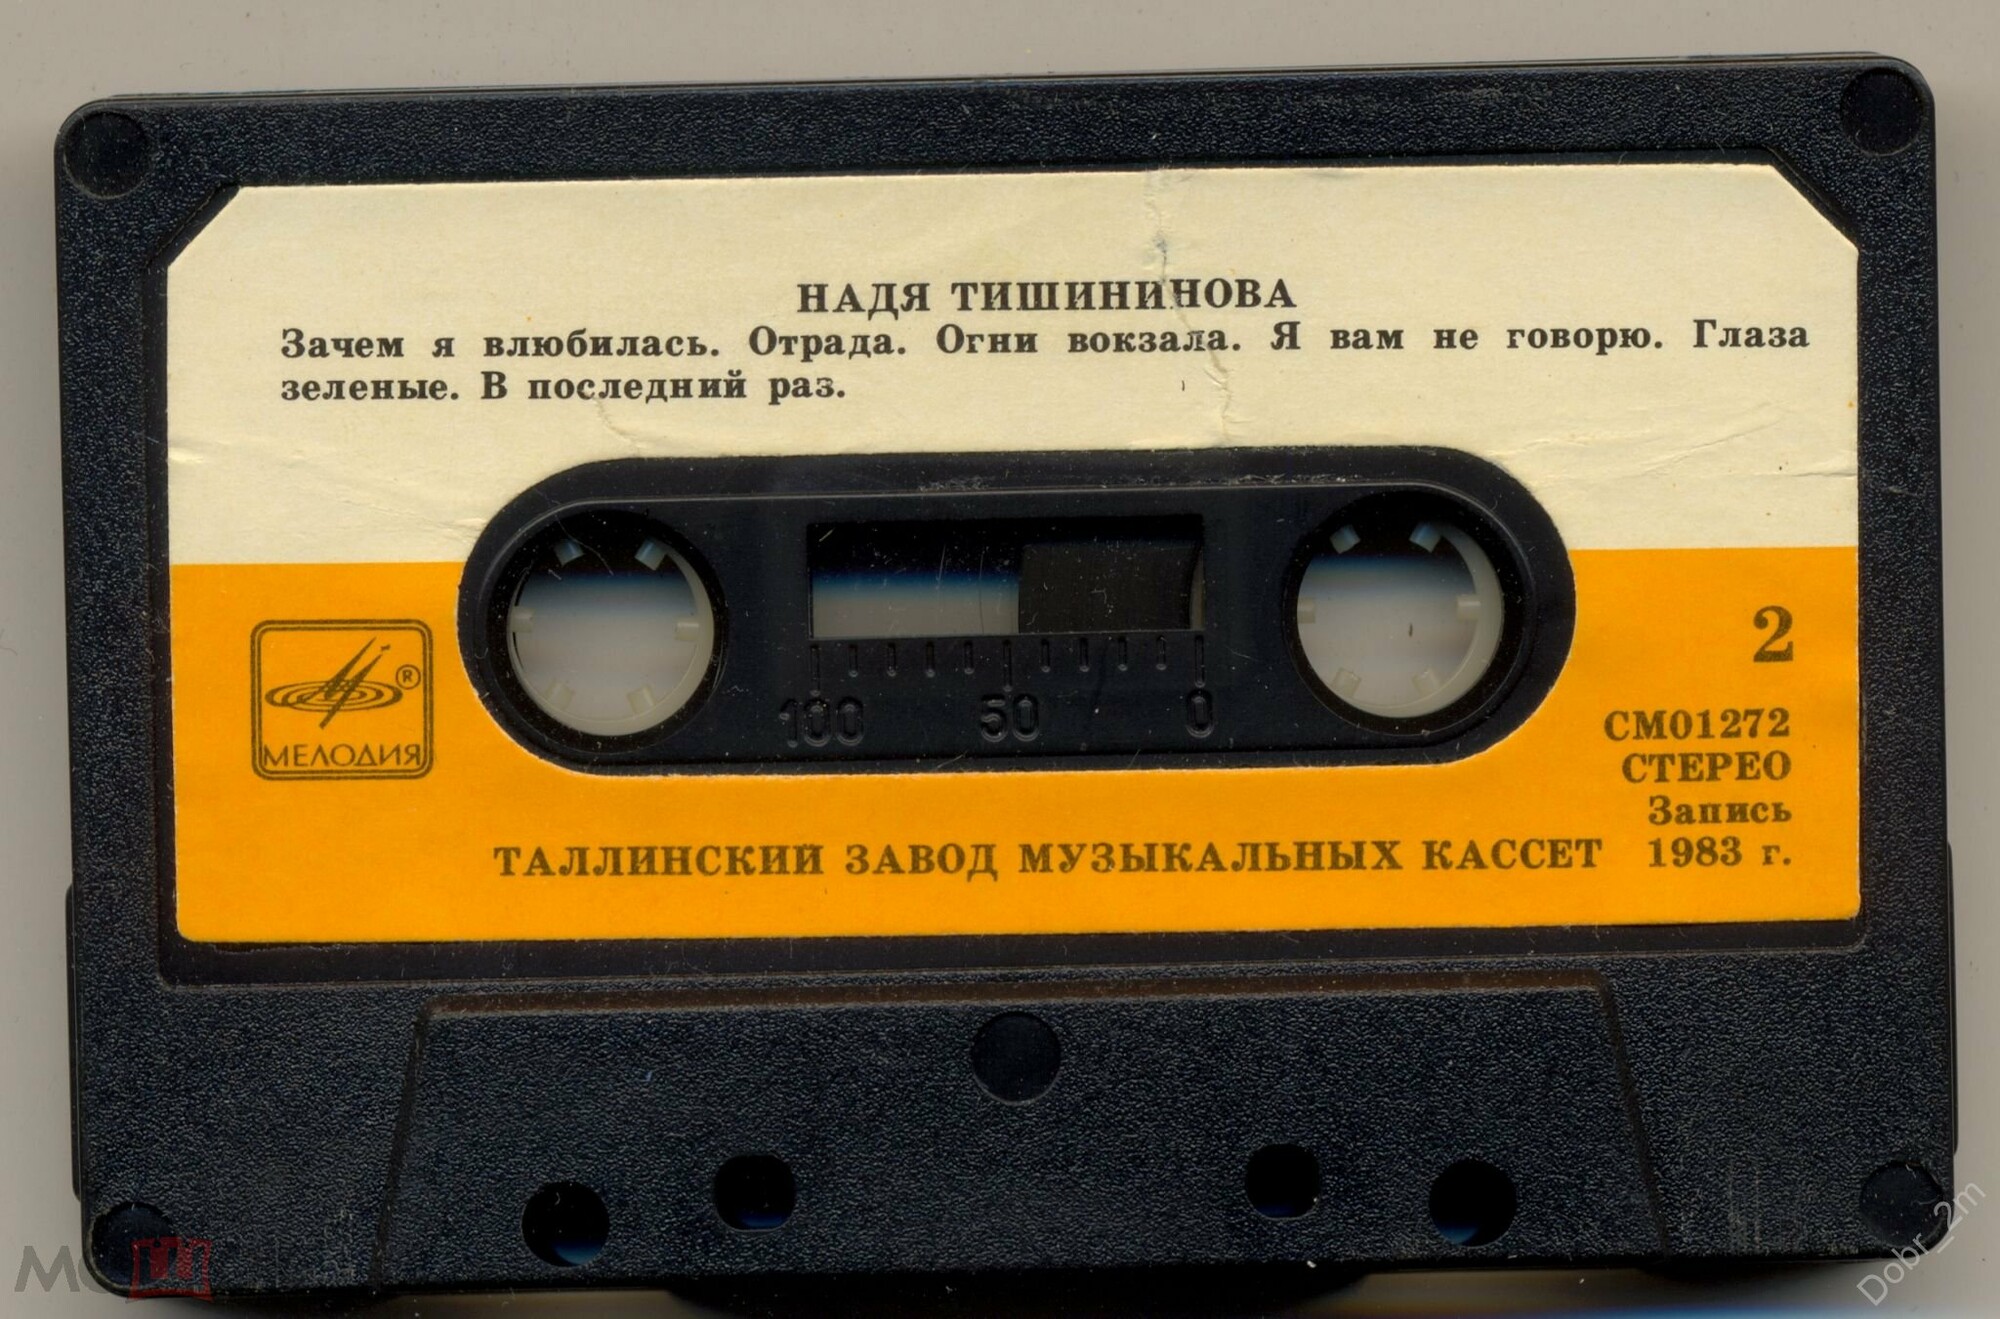 НАДЯ ТИШИНИНОВА
Зачем я влюбилась. Отрада. Огни вокзала. Я вам не говорю. Глаза
зеленые. В последний раз.
МЕЛОДИЯ ®
100 50 0
2
СМ01272
СТЕРЕО
Запись
1983 г.
ТАЛЛИНСКИЙ ЗАВОД МУЗЫКАЛЬНЫХ КАССЕТ
Dobr_2m